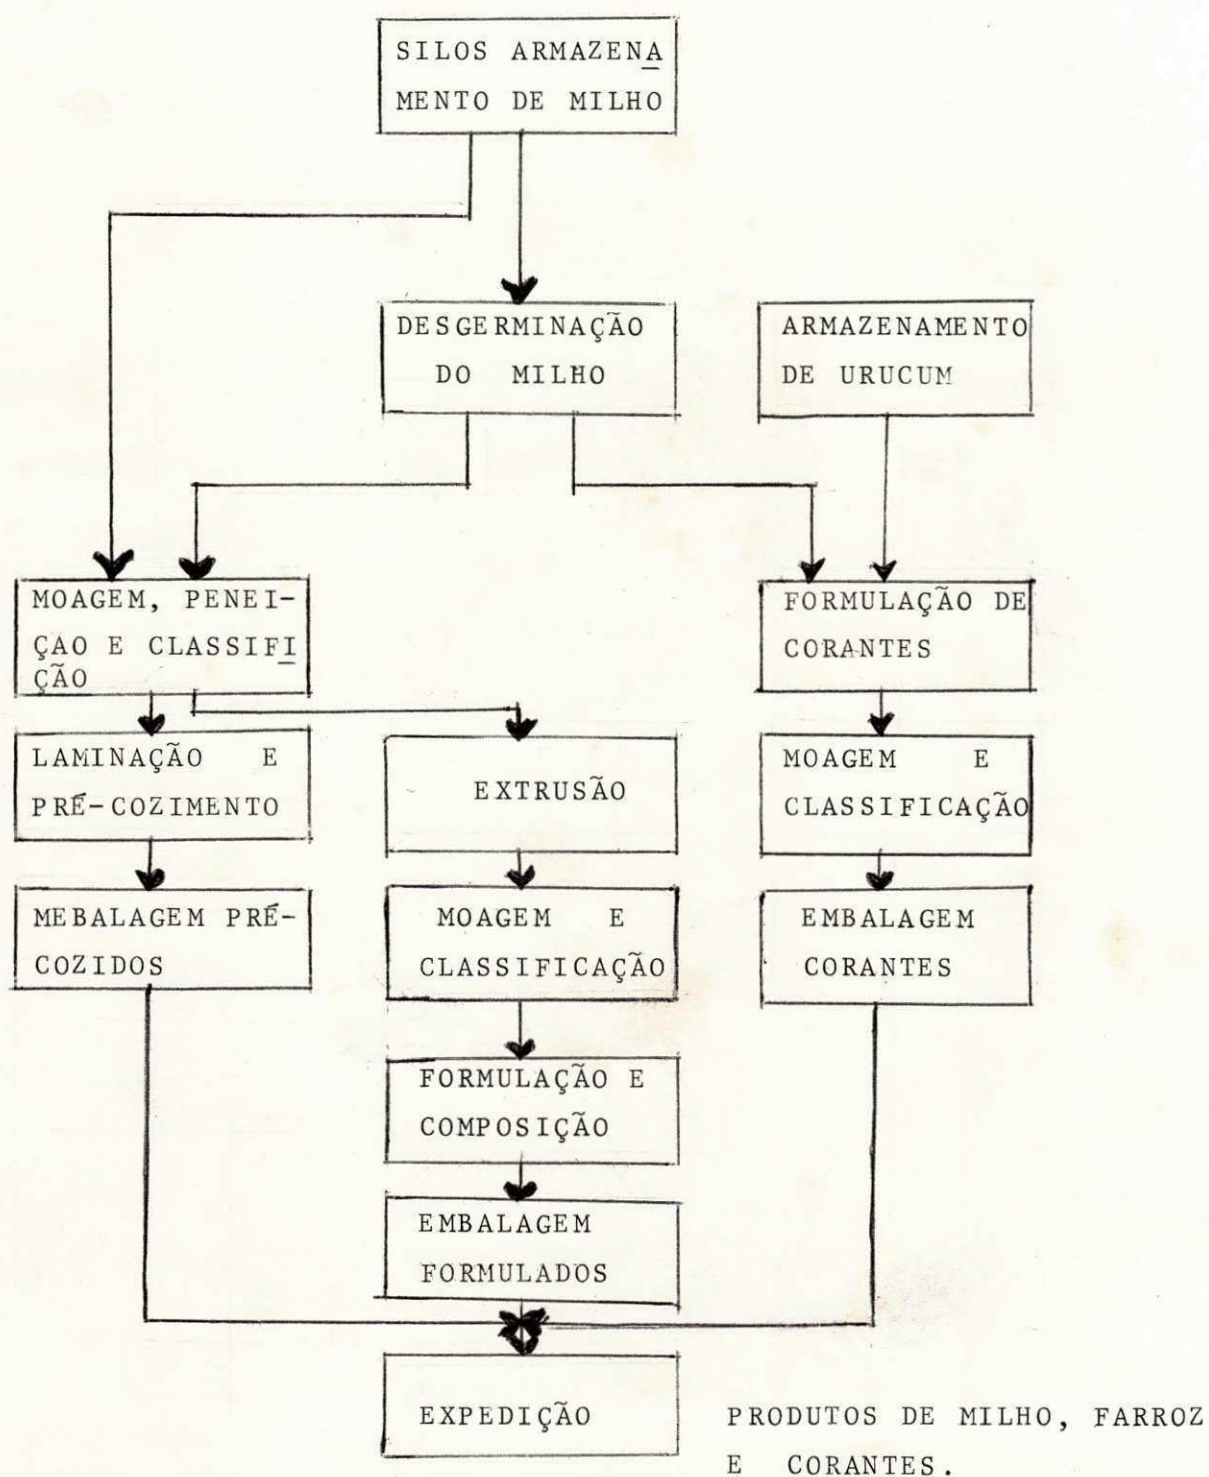 SILOS ARMAZENA
MENTO DE MILHO
DESGERMINAÇÃO
DO MILHO
ARMAZENAMENTO
DE URUCUM
MOAGEM, PENEI-
ÇAO E CLASSIFI
ÇÃO
FORMULAÇÃO DE
CORANTES
LAMINAÇÃO E
PRÉ-COZIMENTO
EXTRUSÃO
MOAGEM E
CLASSIFICAÇÃO
MEBALAGEM PRÉ-
COZIDOS
MOAGEM E
CLASSIFICAÇÃO
EMBALAGEM
CORANTES
FORMULAÇÃO E
COMPOSIÇÃO
EMBALAGEM
FORMULADOS
EXPEDIÇÃO
PRODUTOS DE MILHO, FARROZ
E CORANTES.